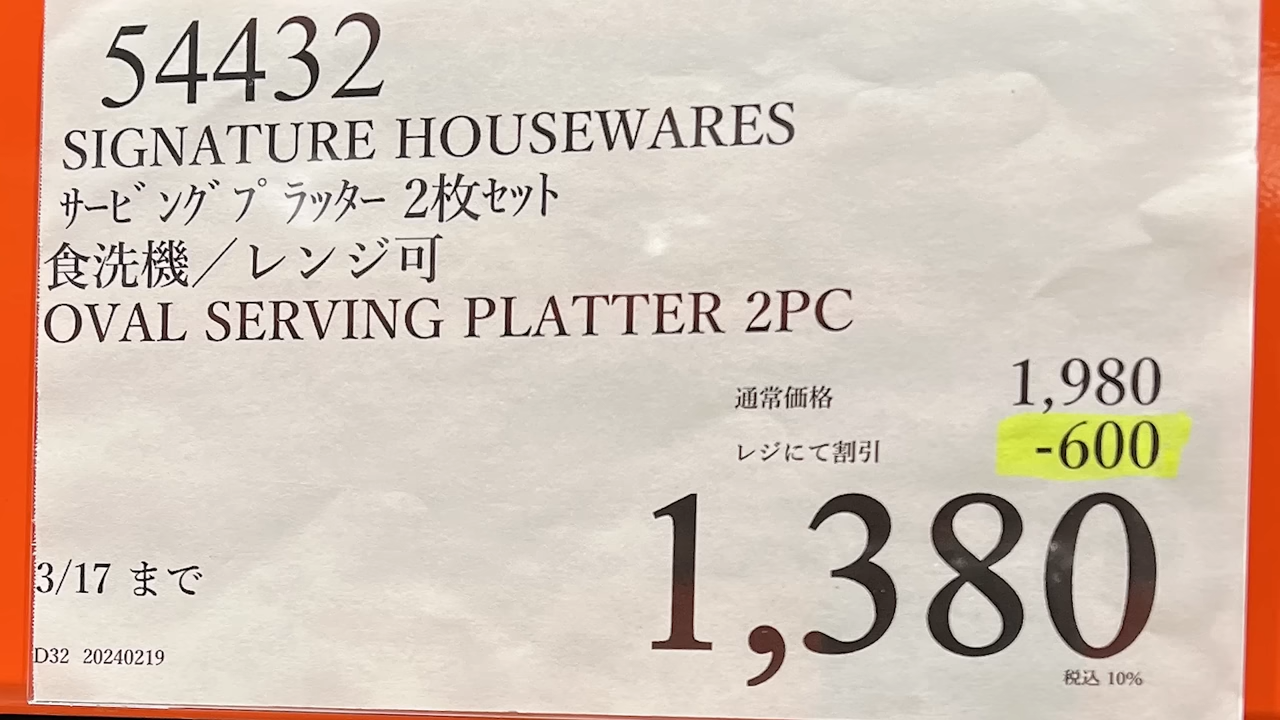 54432
SIGNATURE HOUSEWARES
ｻｰﾋﾞﾝｸﾞﾌﾟﾗｯﾀｰ 2枚ｾｯﾄ
食洗機／レンジ可
OVAL SERVING PLATTER 2PC
通常価格 1,980
レジにて割引 -600
1,380
3/17 まで
D32 20240219
税込 10%